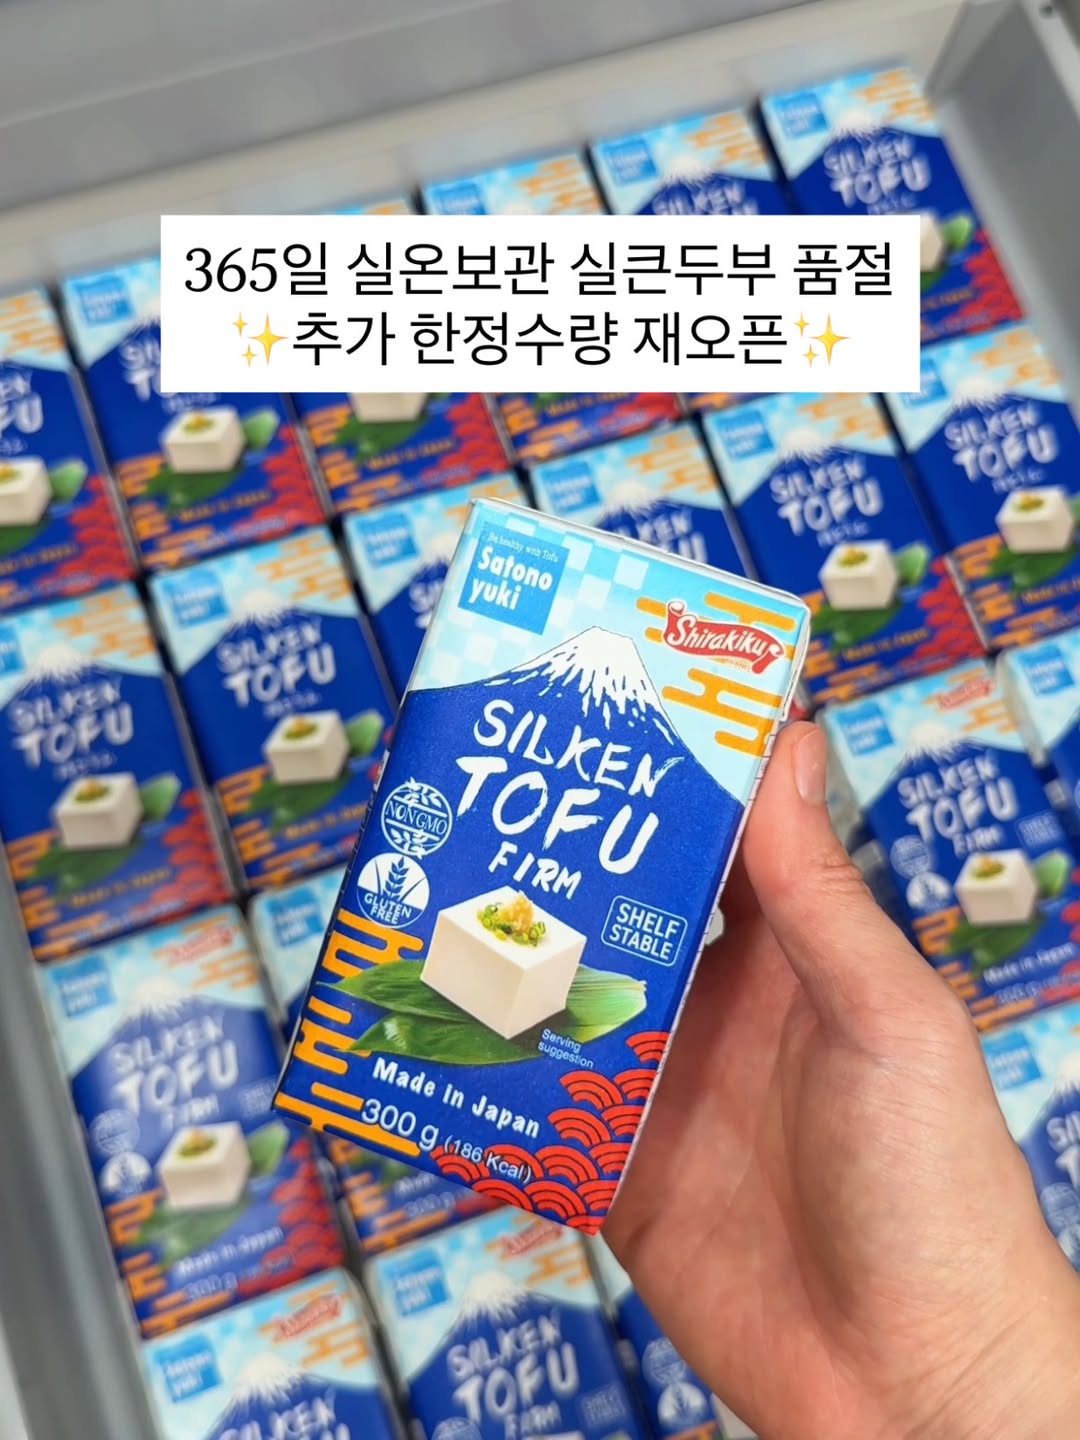 365일 실온보관 실큰두부 품절
✨추가 한정수량 재오픈✨
Be healthy with Tofu
Satono
yuki
Shirakiku
BRAND
SILKEN
TOFU
FIRM
NON GMO
GLUTEN
FREE
SHELF
STABLE
Serving
suggestion
Made in Japan
300 g (186 Kcal)